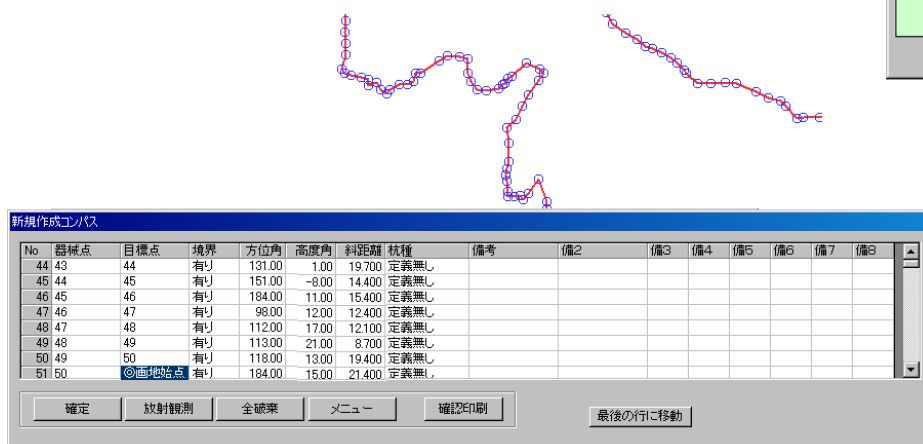 新規作成コンパス
No 器械点 目標点 境界 方位角 高度角 斜距離 杭種 備考 備2 備3 備4 備5 備6 備7 備8
44 43 44 有り 131.00 1.00 19.700 定義無し
45 44 45 有り 151.00 -8.00 14.400 定義無し
46 45 46 有り 184.00 11.00 15.400 定義無し
47 46 47 有り 98.00 12.00 12.400 定義無し
48 47 48 有り 112.00 17.00 12.100 定義無し
49 48 49 有り 113.00 21.00 8.700 定義無し
50 49 50 有り 118.00 13.00 19.400 定義無し
51 50 ◎画地始点 有り 184.00 15.00 21.400 定義無し
確定 放射観測 全破棄 メニュー 確認印刷 最後の行に移動